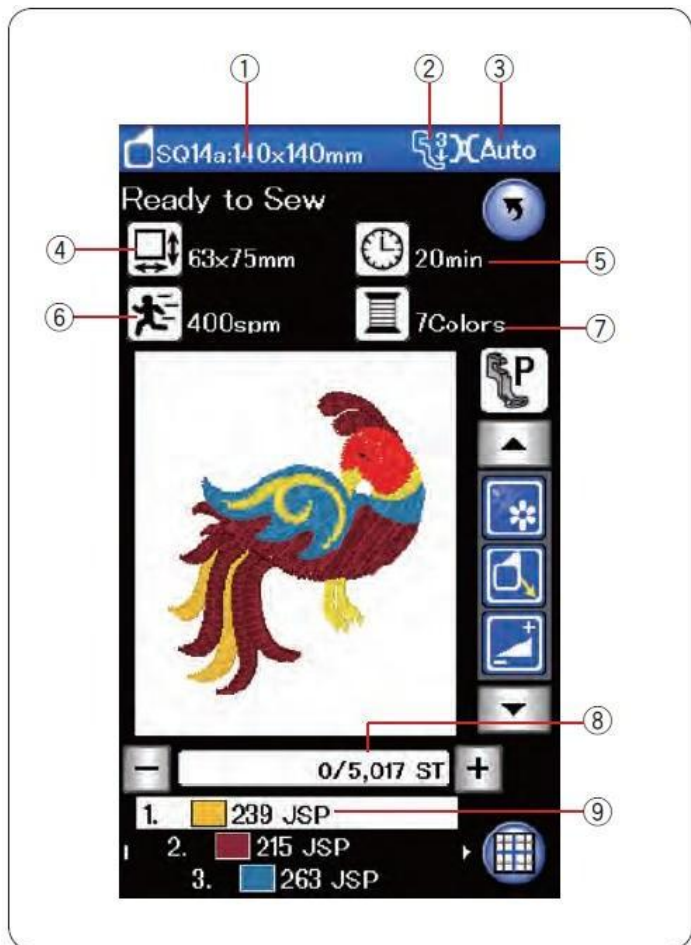 ① ② ③
SQ14a:140x140mm 3 Auto
Ready to Sew
④ 63x75mm 20min ⑤
⑥ 400spm 7Colors ⑦
P
⑧
− 0/5,017 ST +
1. 239 JSP ⑨
2. 215 JSP
3. 263 JSP